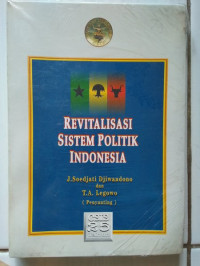 REVITALISASI
SISTEM POLITIK
INDONESIA
J.Soedjati Djiwandono
dan
T.A. Legowo
( Penyunting )